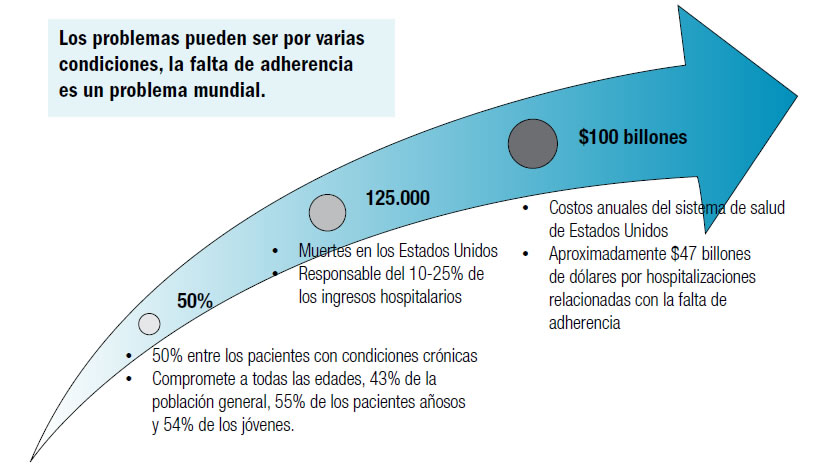 Los problemas pueden ser por varias
condiciones, la falta de adherencia
es un problema mundial.
$100 billones
• Costos anuales del sistema de salud
de Estados Unidos
• Aproximadamente $47 billones
de dólares por hospitalizaciones
relacionadas con la falta de
adherencia
125.000
• Muertes en los Estados Unidos
• Responsable del 10-25% de
los ingresos hospitalarios
50%
• 50% entre los pacientes con condiciones crónicas
• Compromete a todas las edades, 43% de la
población general, 55% de los pacientes añosos
y 54% de los jóvenes.